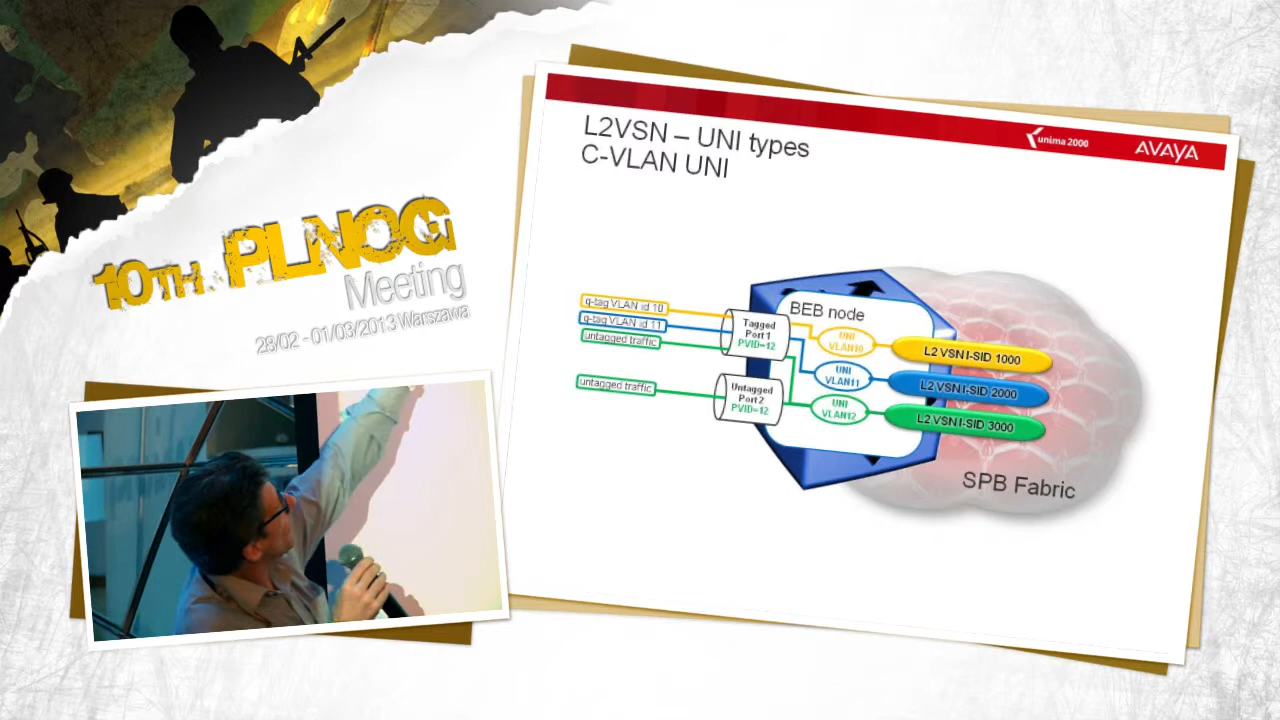 10TH. PLNOG
Meeting
28/02 - 01/03/2013 Warszawa
unima 2000
AVAYA
L2VSN – UNI types
C-VLAN UNI
BEB node
q-tag VLAN id 10
q-tag VLAN id 11
untagged traffic
untagged traffic
Tagged
Port 1
PVID=12
Untagged
Port 2
PVID=12
UNI
VLAN10
UNI
VLAN11
UNI
VLAN12
L2 VSN I-SID 1000
L2 VSN I-SID 2000
L2 VSN I-SID 3000
SPB Fabric